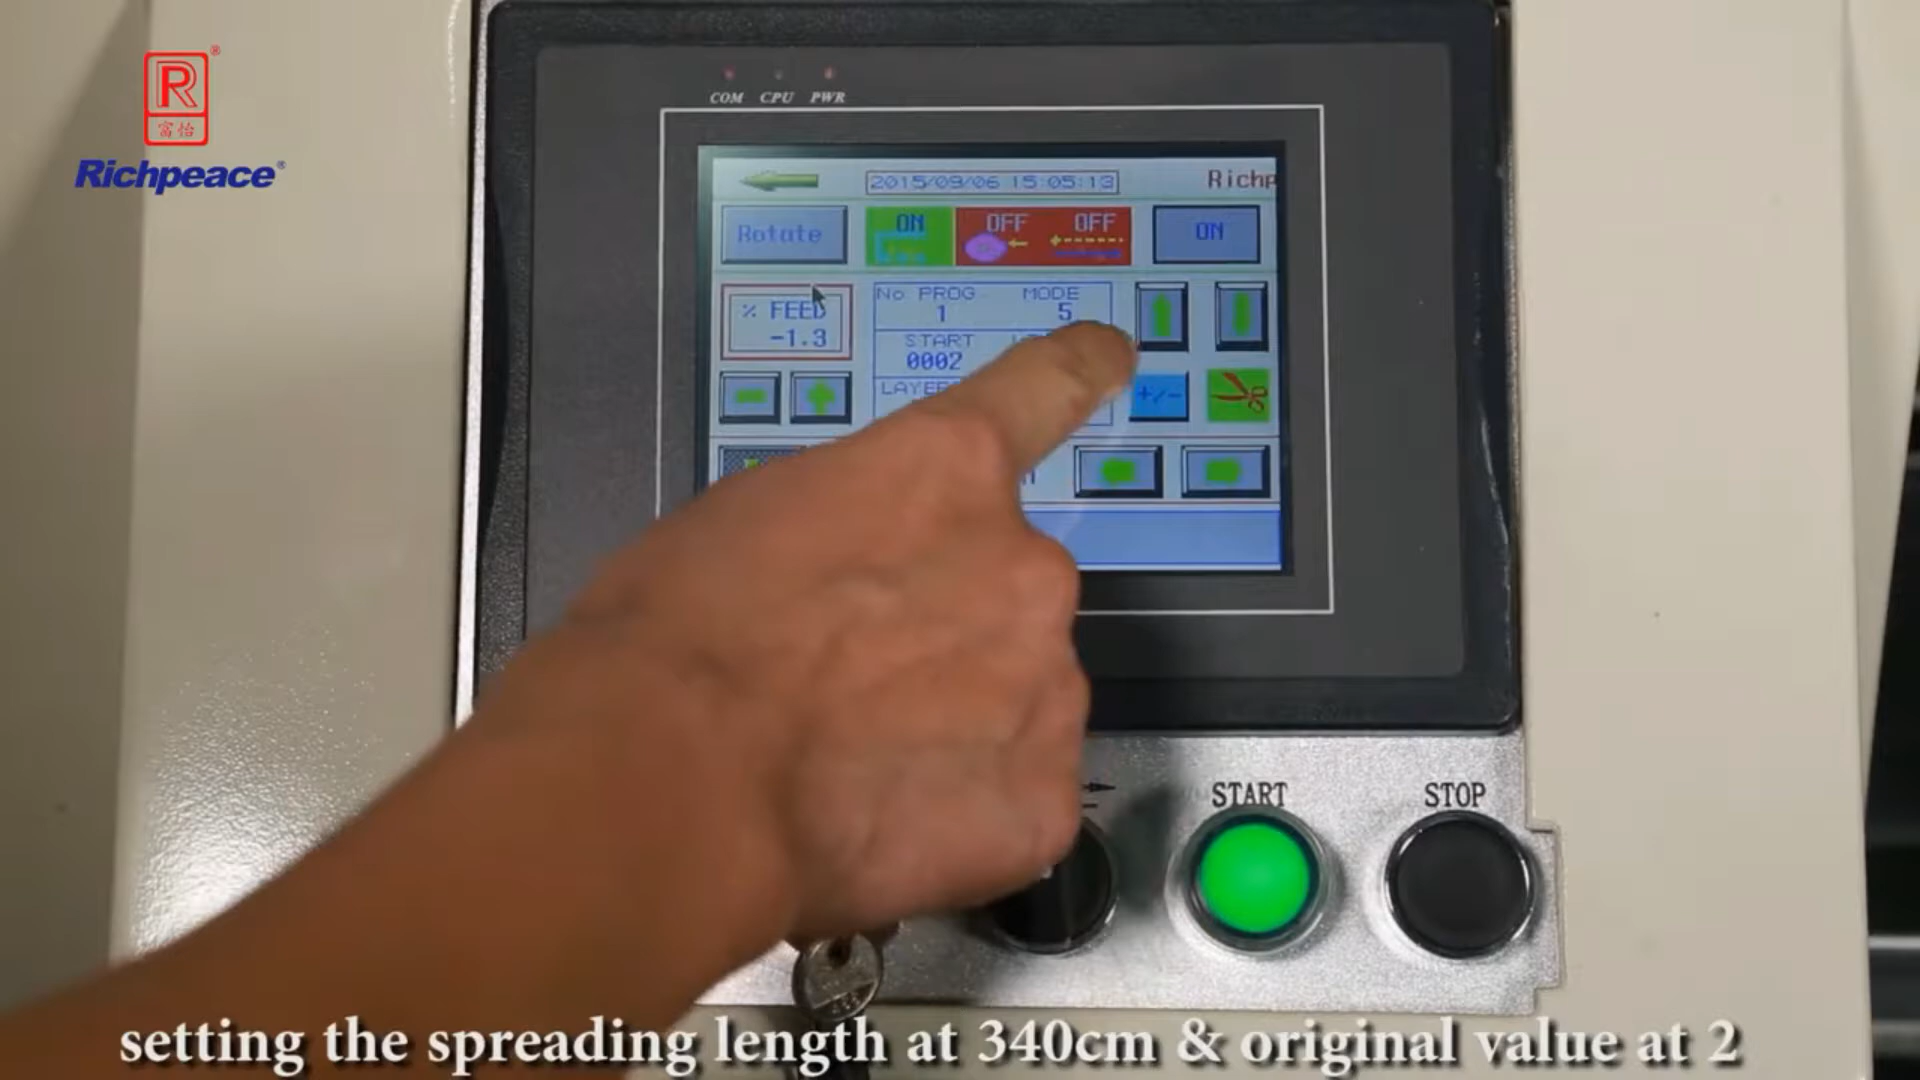 R
®
富怡
Richpeace®
COM CPU PWR
2015/09/06 15:05:13
Rotate
ON
OFF
OFF
ON
% FEED
-1.3
No PROG.
1
MODE
5
START
0002
+/-
START
STOP
setting the spreading length at 340cm & original value at 2